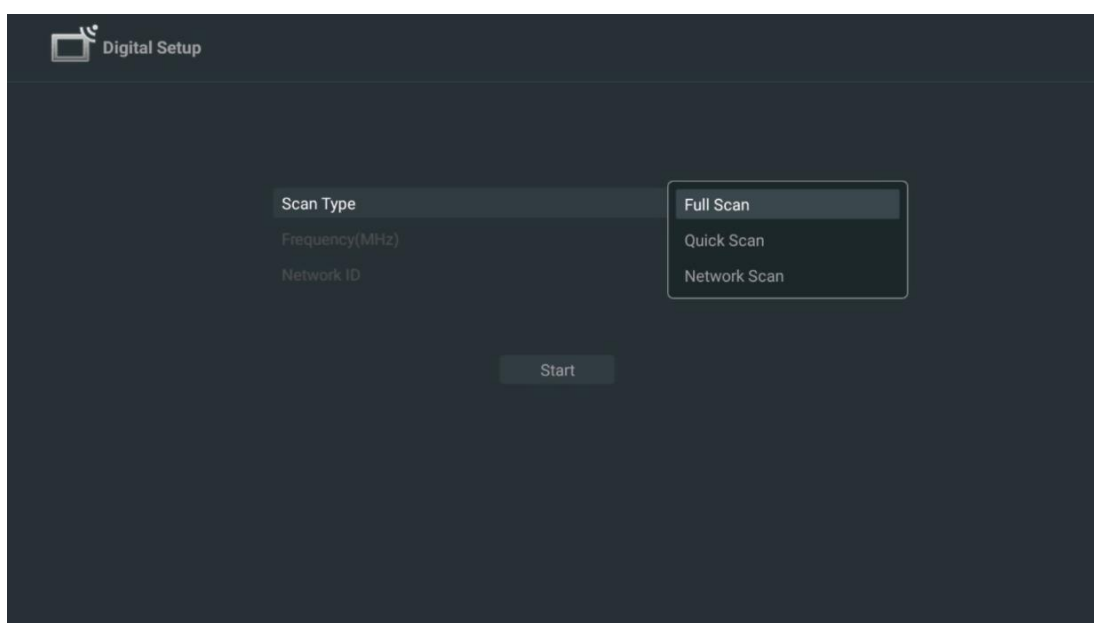 Digital Setup
Scan Type
Full Scan
Frequency(MHz)
Quick Scan
Network ID
Network Scan
Start